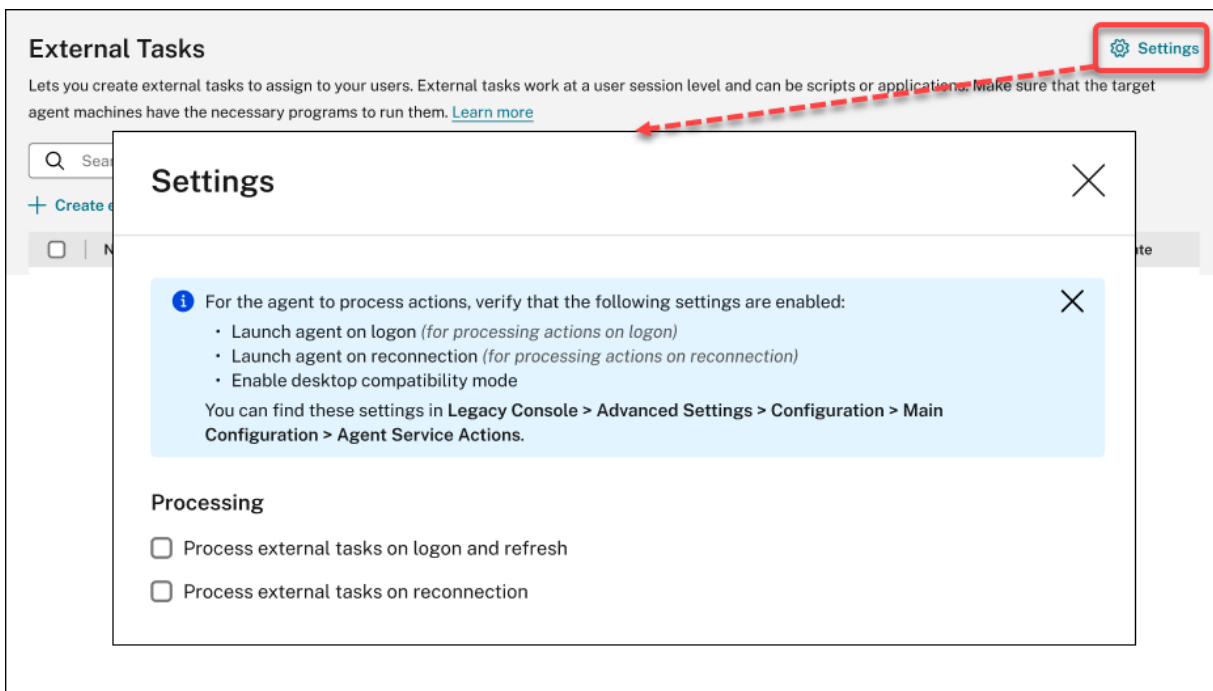 External Tasks
Settings
Lets you create external tasks to assign to your users. External tasks work at a user session level and can be scripts or applications. Make sure that the target
agent machines have the necessary programs to run them. Learn more
Settings
For the agent to process actions, verify that the following settings are enabled:
• Launch agent on logon (for processing actions on logon)
• Launch agent on reconnection (for processing actions on reconnection)
• Enable desktop compatibility mode
You can find these settings in Legacy Console > Advanced Settings > Configuration > Main
Configuration > Agent Service Actions.
Processing
Process external tasks on logon and refresh
Process external tasks on reconnection
+ Create